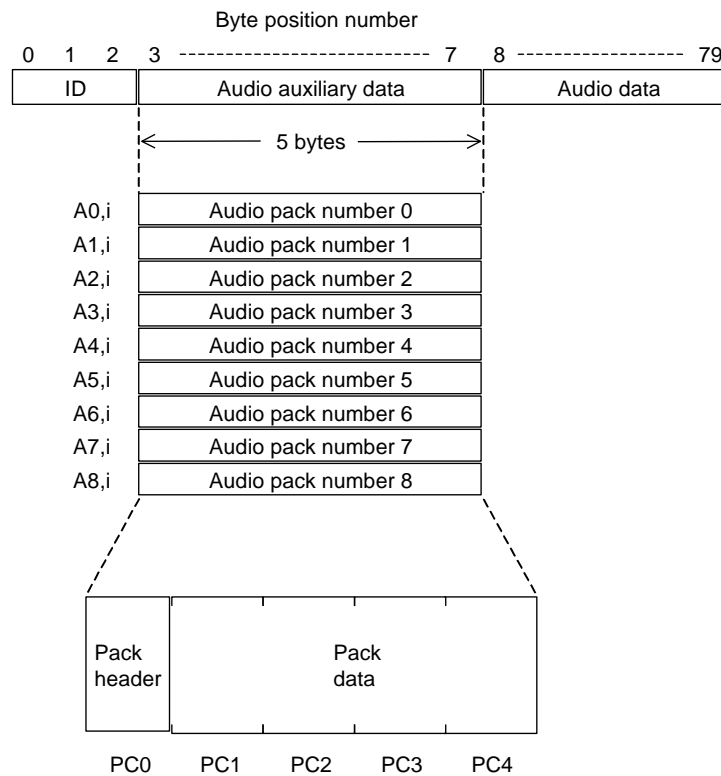 Byte position number
0 1 2 3 ---------------------------- 7 8 ----------------------- 79
ID Audio auxiliary data Audio data
5 bytes
A0,i Audio pack number 0
A1,i Audio pack number 1
A2,i Audio pack number 2
A3,i Audio pack number 3
A4,i Audio pack number 4
A5,i Audio pack number 5
A6,i Audio pack number 6
A7,i Audio pack number 7
A8,i Audio pack number 8
Pack header
Pack data
PC0 PC1 PC2 PC3 PC4